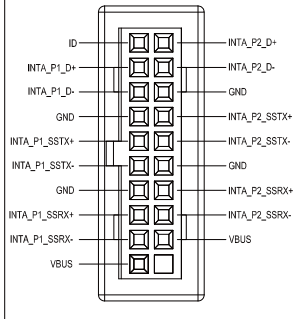 ID INTA_P2_D+
INTA_P1_D+ INTA_P2_D-
INTA_P1_D- GND
GND INTA_P2_SSTX+
INTA_P1_SSTX+ INTA_P2_SSTX-
INTA_P1_SSTX- GND
GND INTA_P2_SSRX+
INTA_P1_SSRX+ INTA_P2_SSRX-
INTA_P1_SSRX- VBUS
VBUS